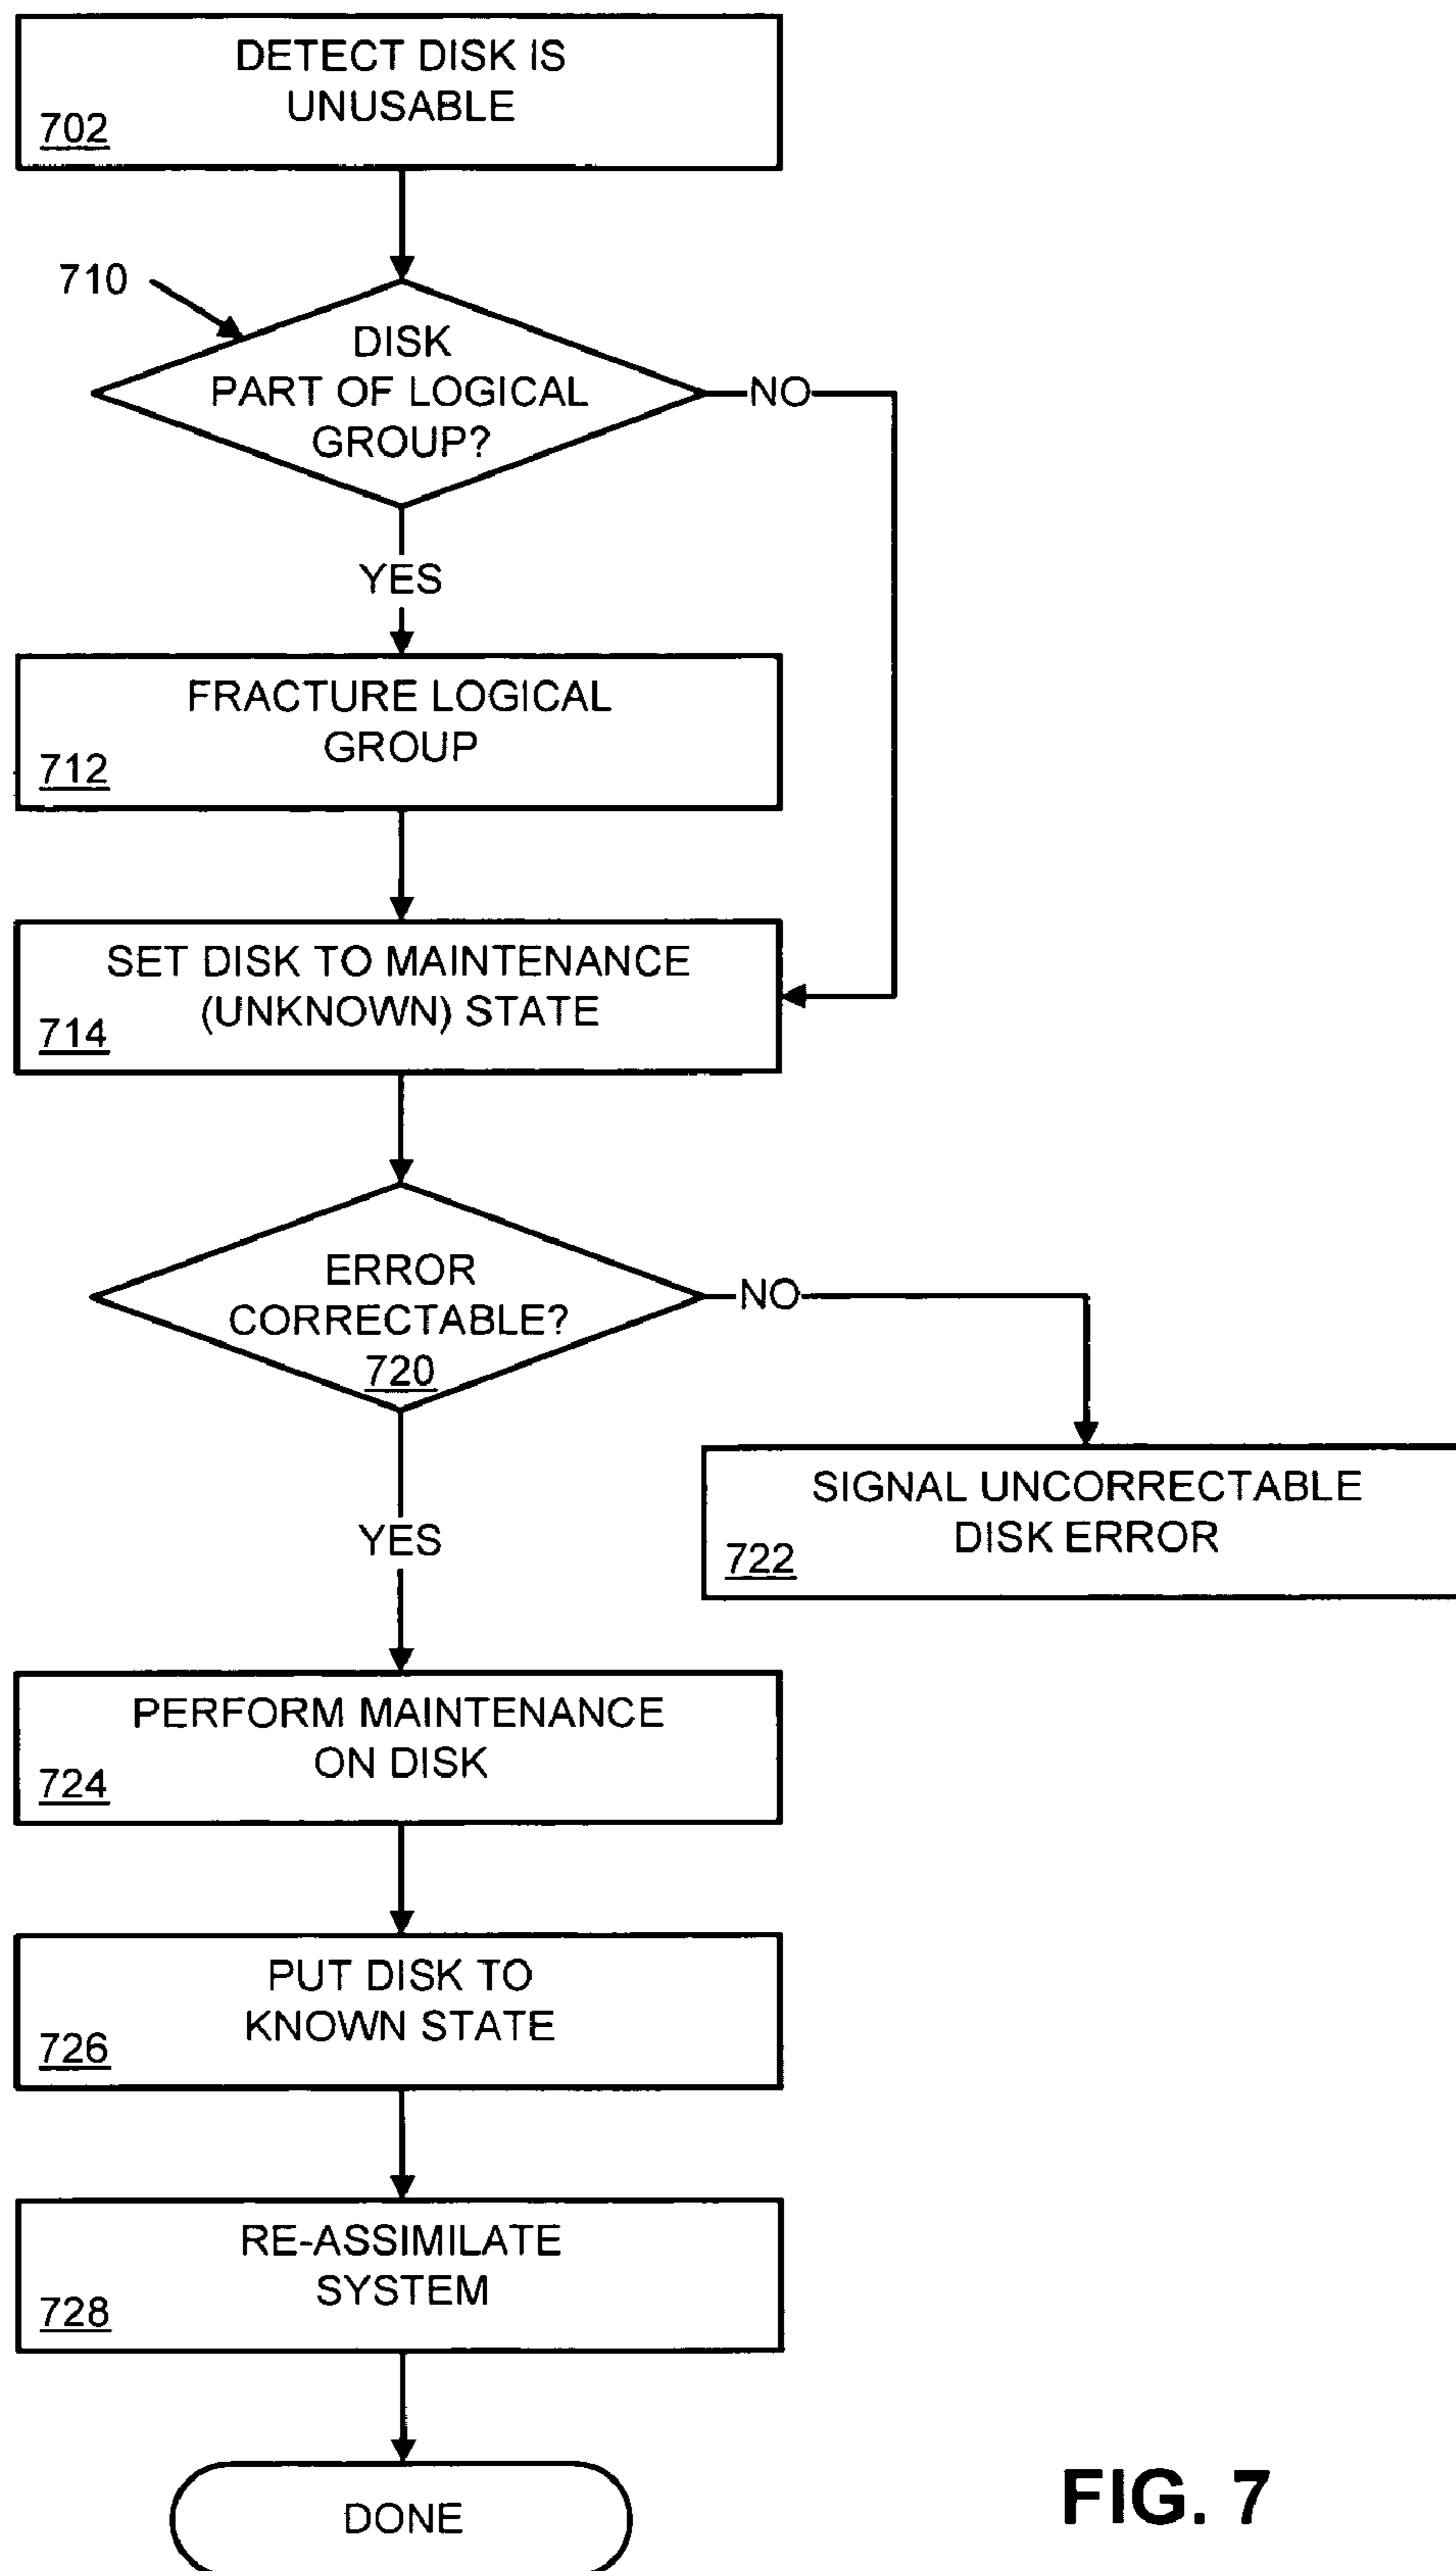 DETECT DISK IS
UNUSABLE
702
710
DISK
PART OF LOGICAL
GROUP?
NO
YES
FRACTURE LOGICAL
GROUP
712
SET DISK TO MAINTENANCE
(UNKNOWN) STATE
714
ERROR
CORRECTABLE?
720
NO
YES
SIGNAL UNCORRECTABLE
DISK ERROR
722
PERFORM MAINTENANCE
ON DISK
724
PUT DISK TO
KNOWN STATE
726
RE-ASSIMILATE
SYSTEM
728
DONE
FIG. 7